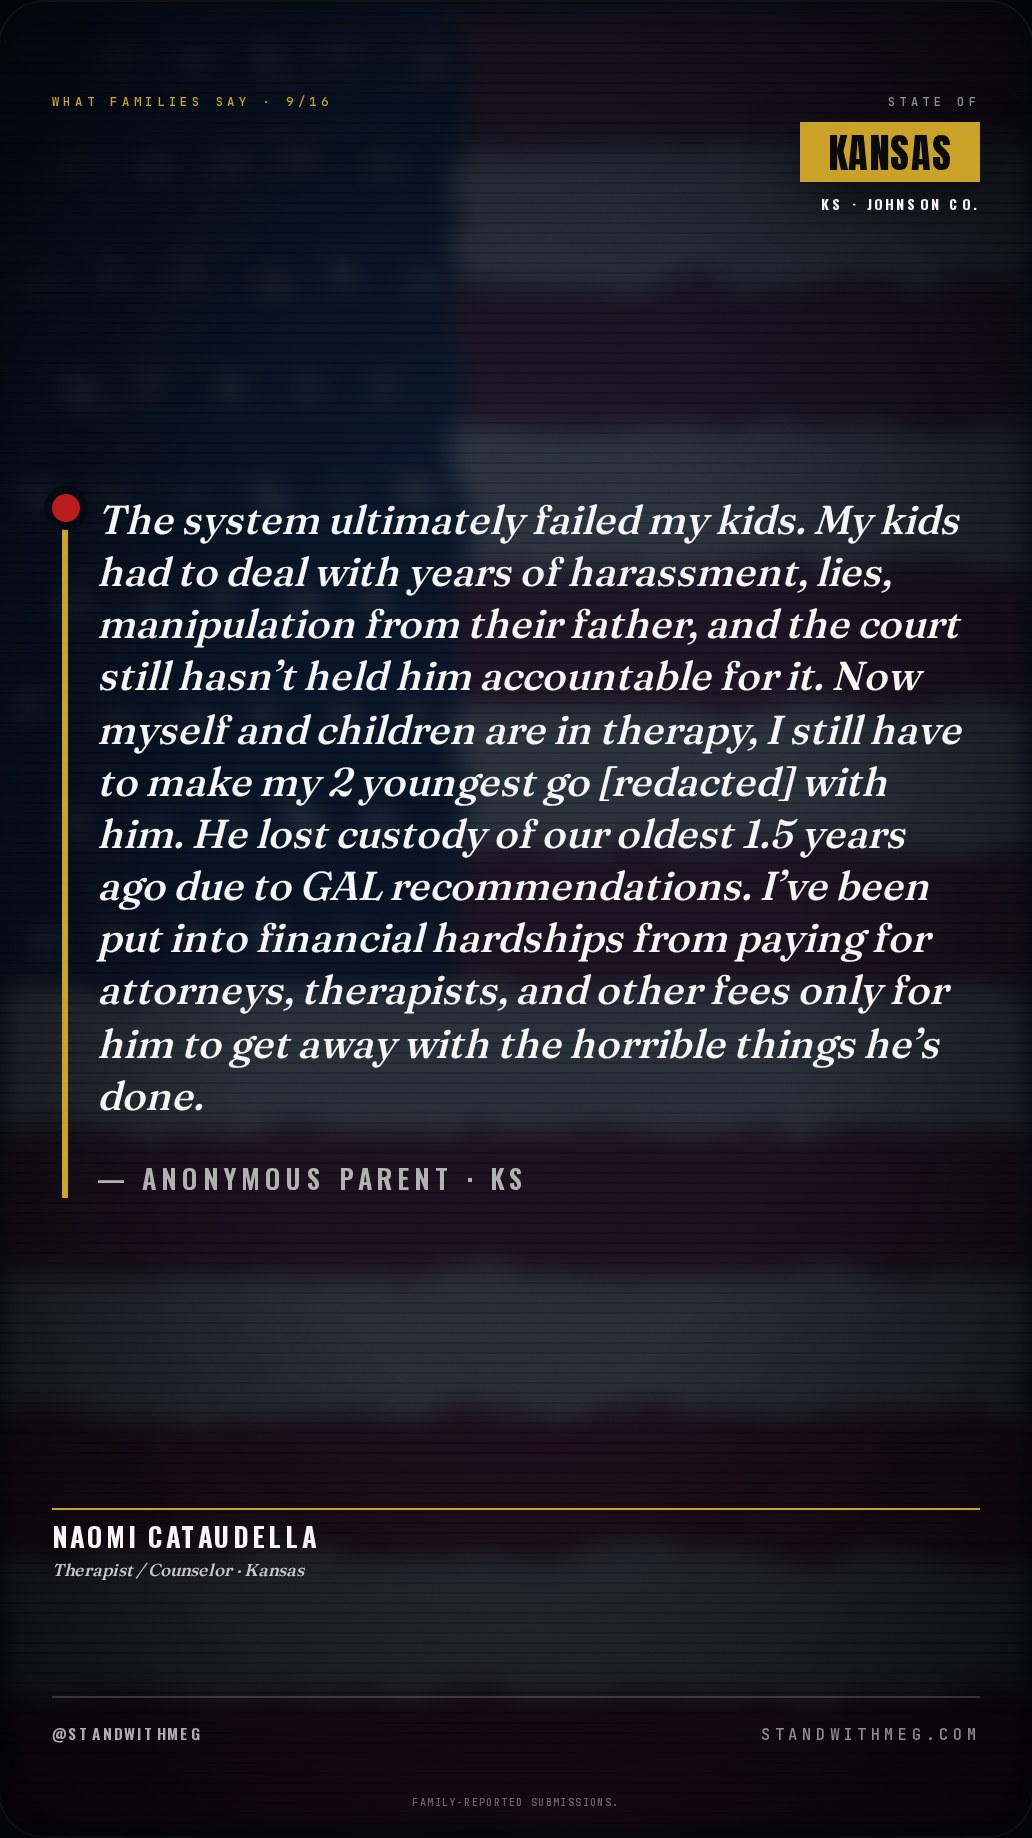 WHAT FAMILIES SAY · 9/16
STATE OF
KANSAS
KS · JOHNSON CO.
The system ultimately failed my kids. My kids
had to deal with years of harassment, lies,
manipulation from their father, and the court
still hasn’t held him accountable for it. Now
myself and children are in therapy, I still have
to make my 2 youngest go [redacted] with
him. He lost custody of our oldest 1.5 years
ago due to GAL recommendations. I’ve been
put into financial hardships from paying for
attorneys, therapists, and other fees only for
him to get away with the horrible things he’s
done.
— ANONYMOUS PARENT · KS
NAOMI CATAUDELLA
Therapist / Counselor · Kansas
@STANDWITHMEG
STANDWITHMEG.COM
FAMILY-REPORTED SUBMISSIONS.